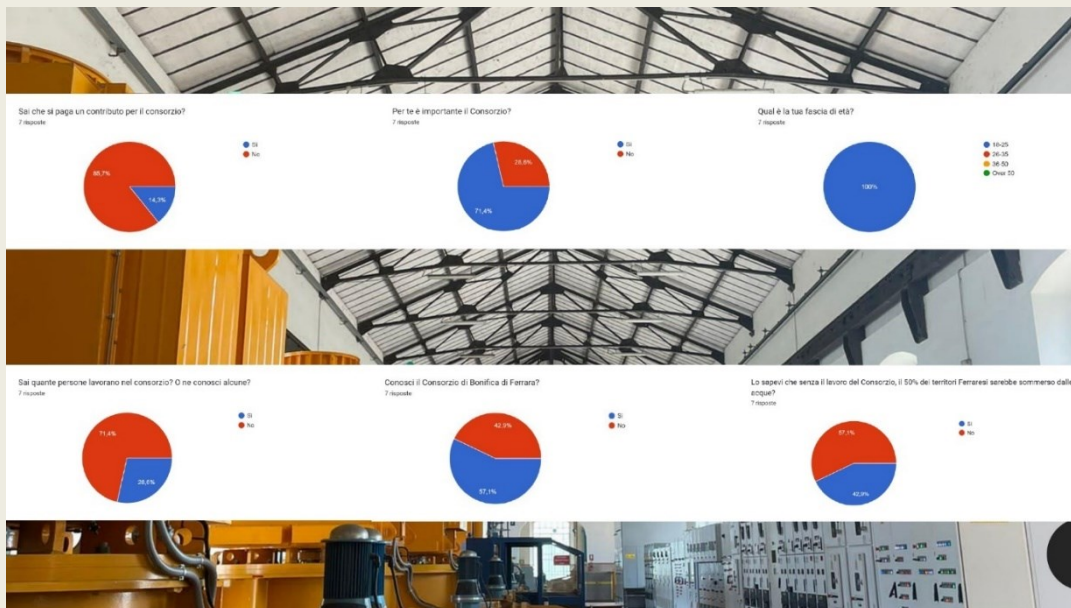 Sai che si paga un contributo per il consorzio?
7 risposte
Sì
No
85,7%
14,3%
Per te è importante il Consorzio?
7 risposte
Sì
No
28,6%
71,4%
Qual è la tua fascia di età?
7 risposte
18-25
26-35
36-50
Over 50
100%
Sai quante persone lavorano nel consorzio? O ne conosci alcune?
7 risposte
Sì
No
71,4%
28,6%
Conosci il Consorzio di Bonifica di Ferrara?
7 risposte
Sì
No
42,9%
57,1%
Lo sapevi che senza il lavoro del Consorzio, il 50% dei territori Ferraresi sarebbe sommerso dalle
acque?
7 risposte
Sì
No
57,1%
42,9%